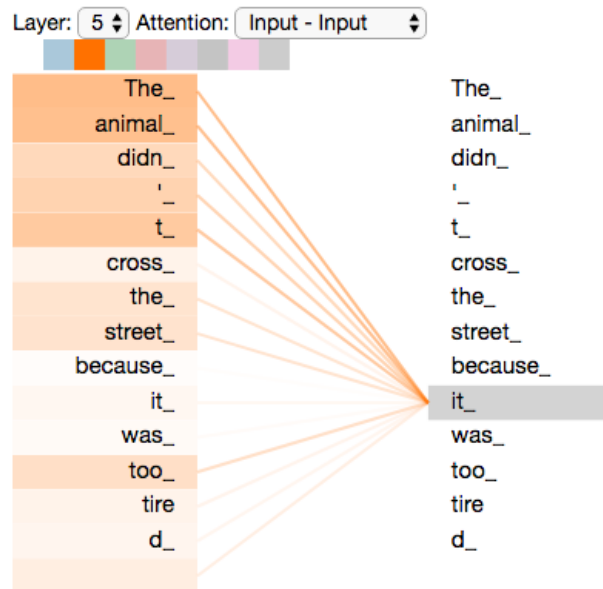 Layer: 5 Attention: Input - Input
The_ The_
animal_ animal_
didn_ didn_
'_ '_
t_ t_
cross_ cross_
the_ the_
street_ street_
because_ because_
it_ it_
was_ was_
too_ too_
tire tire
d_ d_